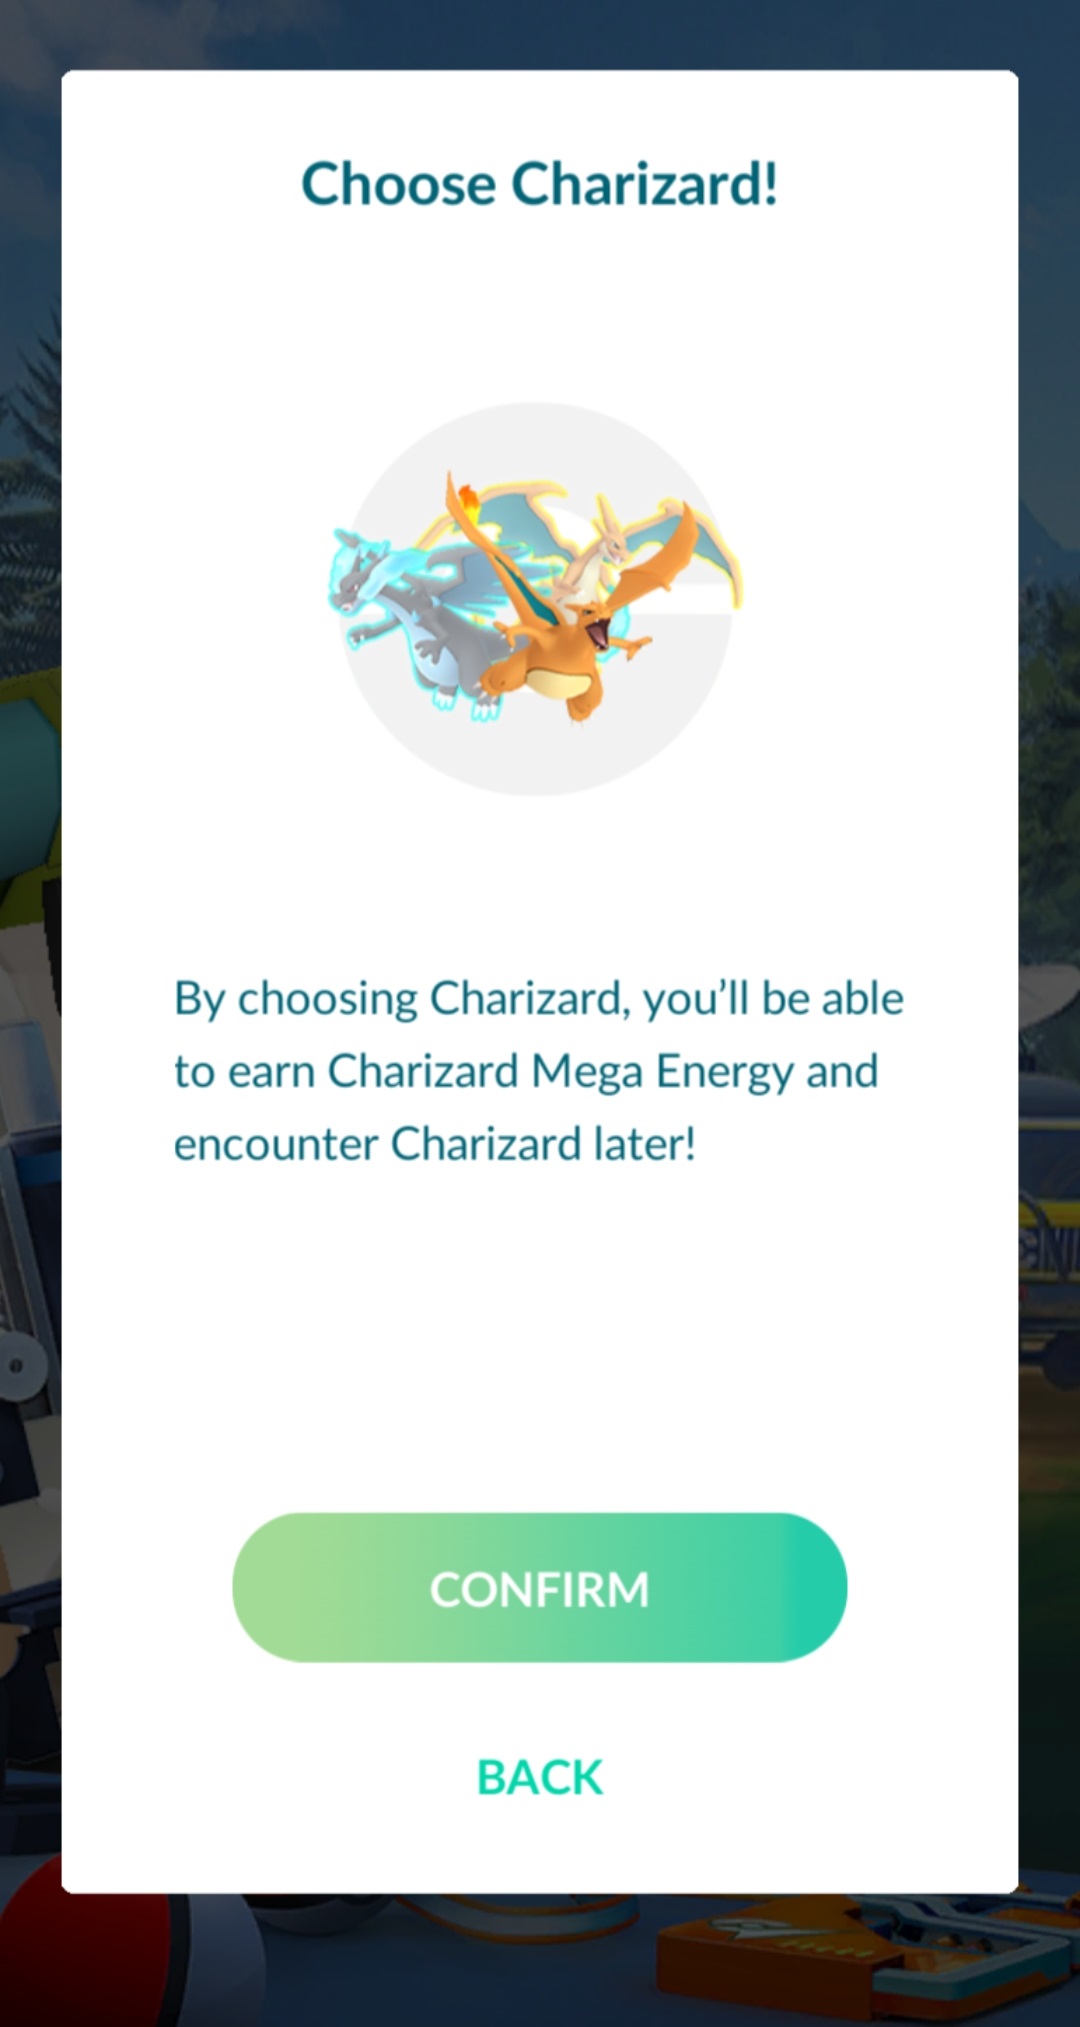 Choose Charizard!
By choosing Charizard, you’ll be able
to earn Charizard Mega Energy and
encounter Charizard later!
CONFIRM
BACK